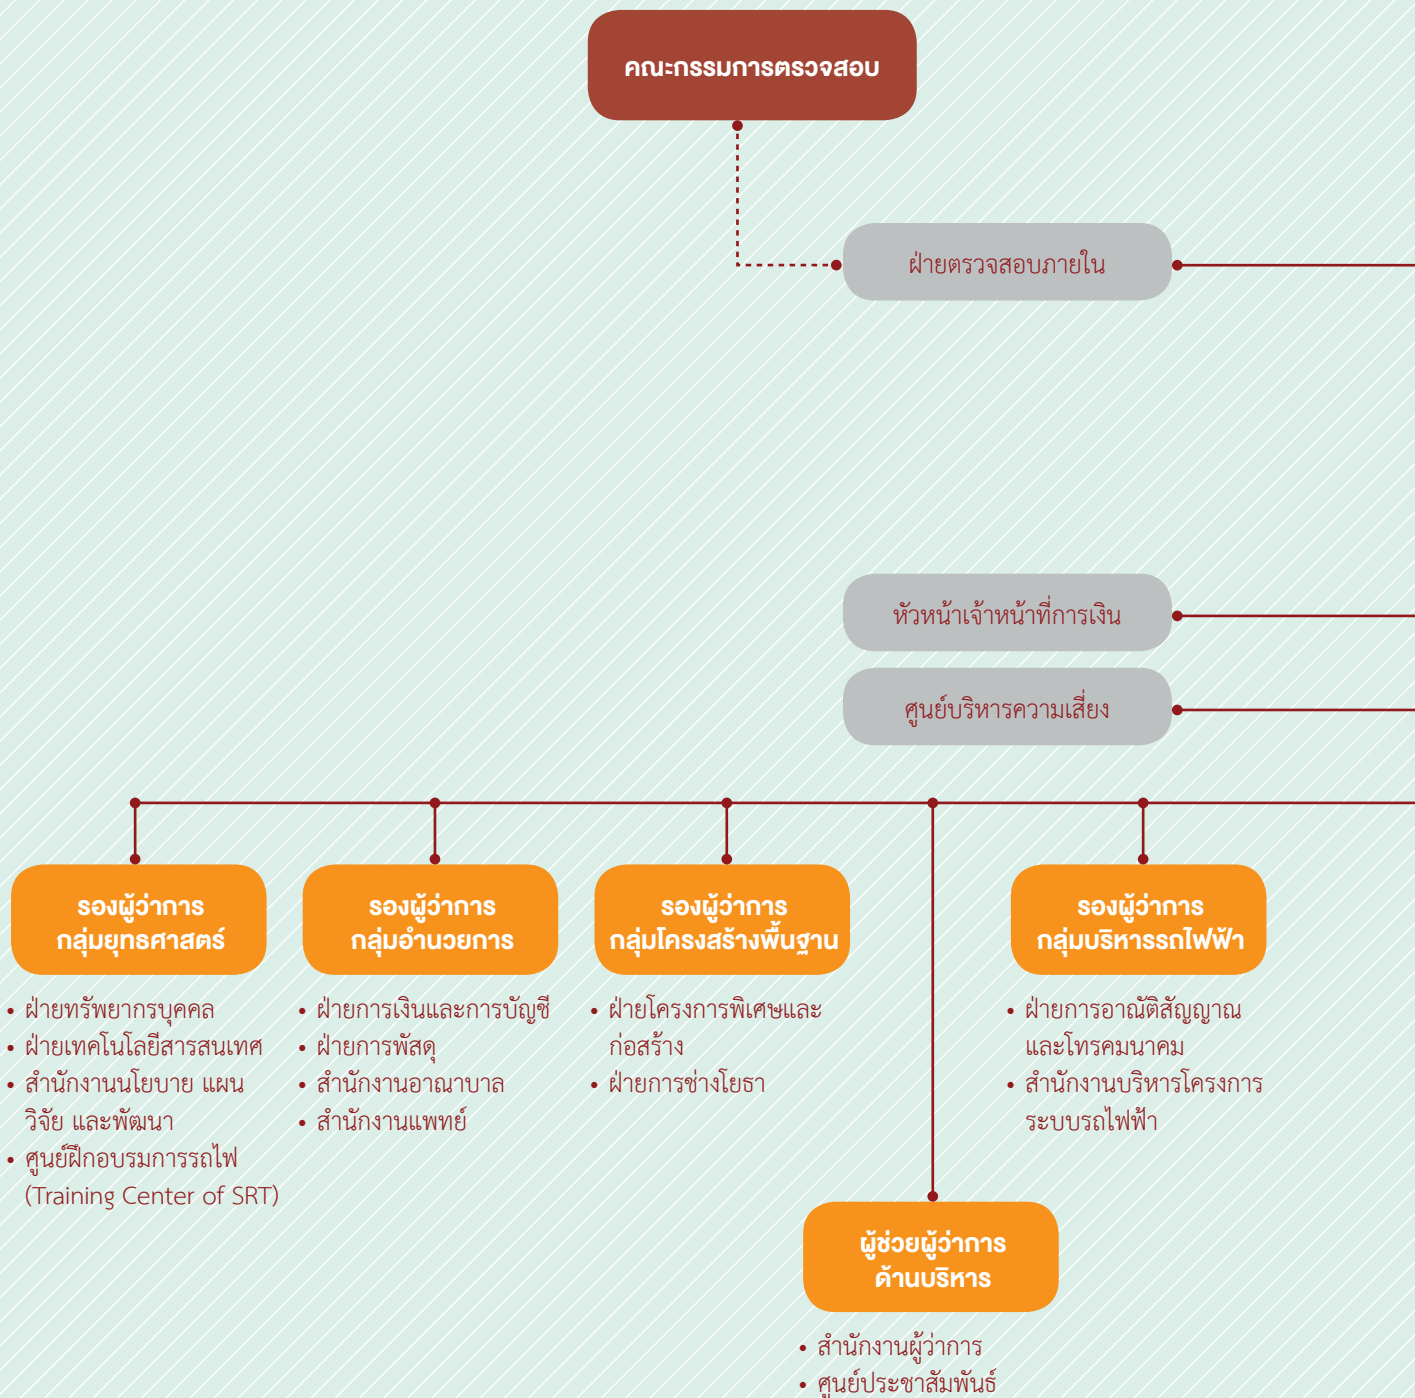 คณะกรรมการตรวจสอบ
ฝ่ายตรวจสอบภายใน
หัวหน้าเจ้าหน้าที่การเงิน
ศูนย์บริหารความเสี่ยง
รองผู้ว่าการ
กลุ่มยุทธศาสตร์
• ฝ่ายทรัพยากรบุคคล
• ฝ่ายเทคโนโลยีสารสนเทศ
• สำนักงานนโยบาย แผน
วิจัย และพัฒนา
• ศูนย์ฝึกอบรมการรถไฟ
(Training Center of SRT)
รองผู้ว่าการ
กลุ่มอำนวยการ
• ฝ่ายการเงินและการบัญชี
• ฝ่ายการพัสดุ
• สำนักงานอาณาบาล
• สำนักงานแพทย์
รองผู้ว่าการ
กลุ่มโครงสร้างพื้นฐาน
• ฝ่ายโครงการพิเศษและ
ก่อสร้าง
• ฝ่ายการช่างโยธา
รองผู้ว่าการ
กลุ่มบริหารรถไฟฟ้า
• ฝ่ายการอาณัติสัญญาณ
และโทรคมนาคม
• สำนักงานบริหารโครงการ
ระบบรถไฟฟ้า
ผู้ช่วยผู้ว่าการ
ด้านบริหาร
• สำนักงานผู้ว่าการ
• ศูนย์ประชาสัมพันธ์